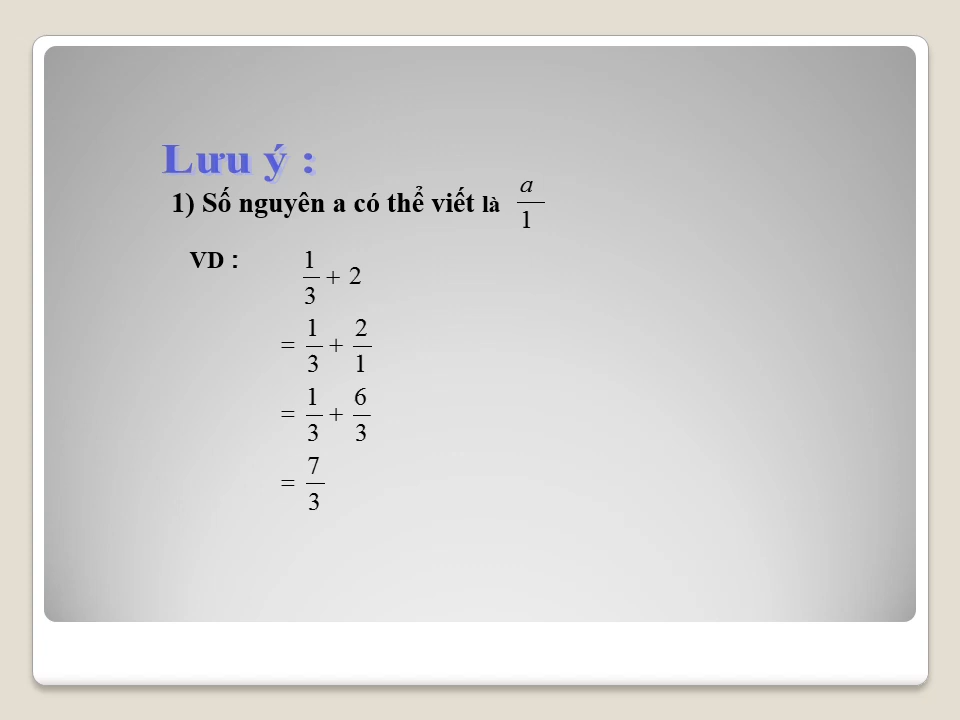 Lưu ý :
1) Số nguyên a có thể viết là a/1
VD : 1/3 + 2
= 1/3 + 2/1
= 1/3 + 6/3
= 7/3